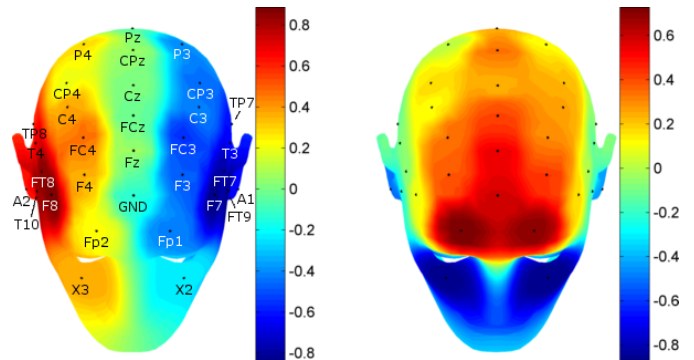 Pz
P4 P3
CPz
CP4 Cz CP3
TP7
C4 C3
FCz
TP8
FC4 FC3
T4 Fz T3
FT8 F4 F3 FT7
A2 F8 GND F7 A1
T10 FT9
Fp2 Fp1
X3 X2
0.8
0.6
0.4
0.2
0
-0.2
-0.4
-0.6
-0.8
0.6
0.4
0.2
0
-0.2
-0.4
-0.6
-0.8